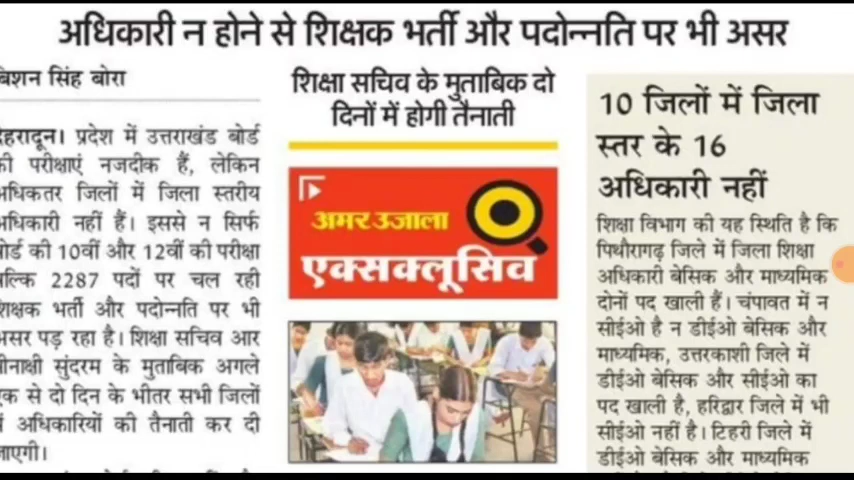 अधिकारी न होने से शिक्षक भर्ती और पदोन्नति पर भी असर
बिशन सिंह बोरा
देहरादून। प्रदेश में उत्तराखंड बोर्ड
की परीक्षाएं नजदीक हैं, लेकिन
अधिकतर जिलों में जिला स्तरीय
अधिकारी नहीं हैं। इससे न सिर्फ
बोर्ड की 10वीं और 12वीं की परीक्षा
बल्कि 2287 पदों पर चल रही
शिक्षक भर्ती और पदोन्नति पर भी
असर पड़ रहा है। शिक्षा सचिव आर
मीनाक्षी सुंदरम के मुताबिक अगले
एक से दो दिन के भीतर सभी जिलों
में अधिकारियों की तैनाती कर दी
जाएगी।
शिक्षा सचिव के मुताबिक दो
दिनों में होगी तैनाती
अमर उजाला
एक्सक्लूसिव
10 जिलों में जिला
स्तर के 16
अधिकारी नहीं
शिक्षा विभाग की यह स्थिति है कि
पिथौरागढ़ जिले में जिला शिक्षा
अधिकारी बेसिक और माध्यमिक
दोनों पद खाली हैं। चंपावत में न
सीईओ है न डीईओ बेसिक और
माध्यमिक, उत्तरकाशी जिले में
डीईओ बेसिक और सीईओ का
पद खाली है, हरिद्वार जिले में भी
सीईओ नहीं है। टिहरी जिले में
डीईओ बेसिक और माध्यमिक